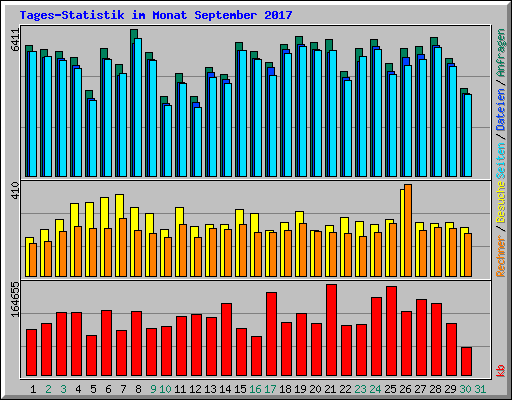 Tages-Statistik im Monat September 2017
6411
410
164655
Anfragen / Dateien / Seiten
Rechner / Besuche
kb
1 2 3 4 5 6 7 8 9 10 11 12 13 14 15 16 17 18 19 20 21 22 23 24 25 26 27 28 29 30 31